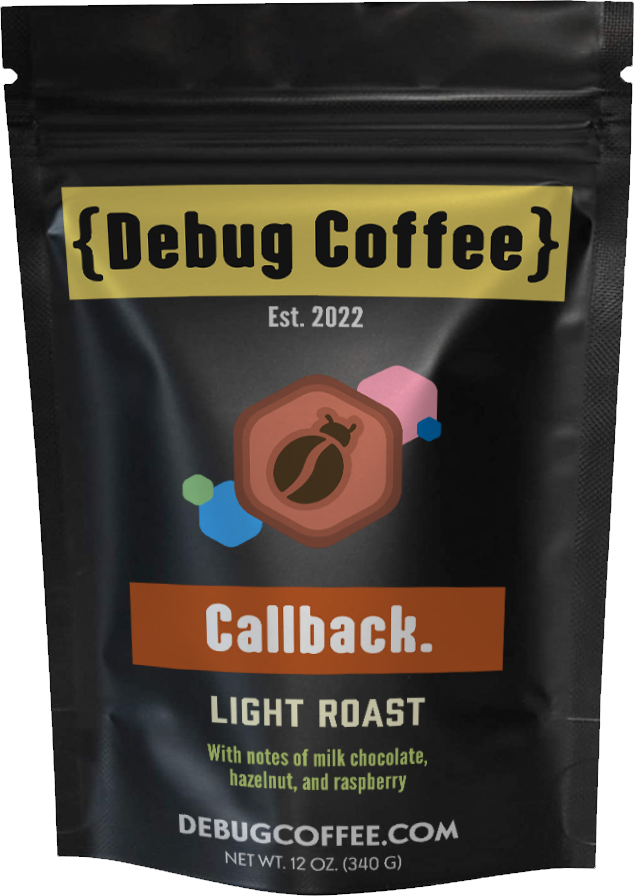 {Debug Coffee}
Est. 2022
Callback.
LIGHT ROAST
With notes of milk chocolate,
hazelnut, and raspberry
DEBUGCOFFEE.COM
NET WT. 12 OZ. (340 G)